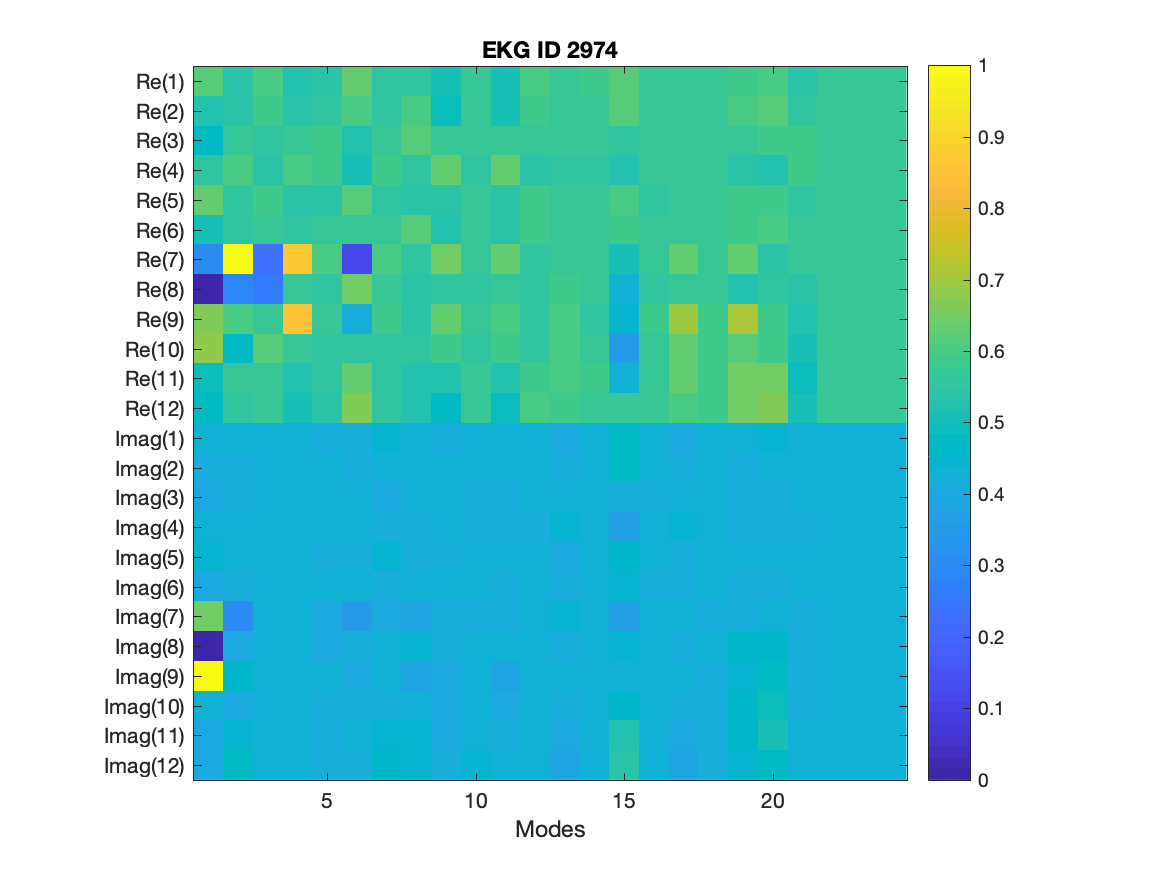 EKG ID 2974
Re(1)
Re(2)
Re(3)
Re(4)
Re(5)
Re(6)
Re(7)
Re(8)
Re(9)
Re(10)
Re(11)
Re(12)
Imag(1)
Imag(2)
Imag(3)
Imag(4)
Imag(5)
Imag(6)
Imag(7)
Imag(8)
Imag(9)
Imag(10)
Imag(11)
Imag(12)
5 10 15 20
Modes
1
0.9
0.8
0.7
0.6
0.5
0.4
0.3
0.2
0.1
0